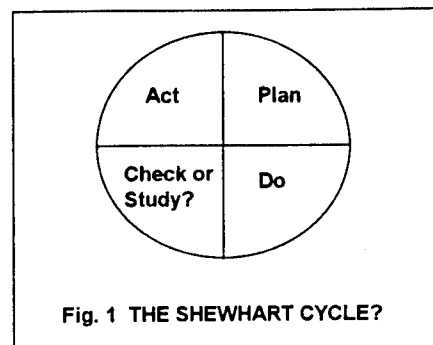 Act
Plan
Check or
Study?
Do
Fig. 1 THE SHEWHART CYCLE?